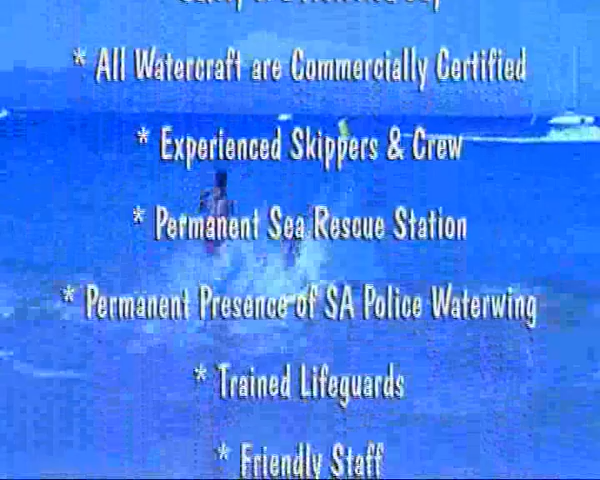 * All Watercraft are Commercially Certified
* Experienced Skippers & Crew
* Permanent Sea Rescue Station
* Permanent Presence of SA Police Waterwing
* Trained Lifeguards
* Friendly Staff